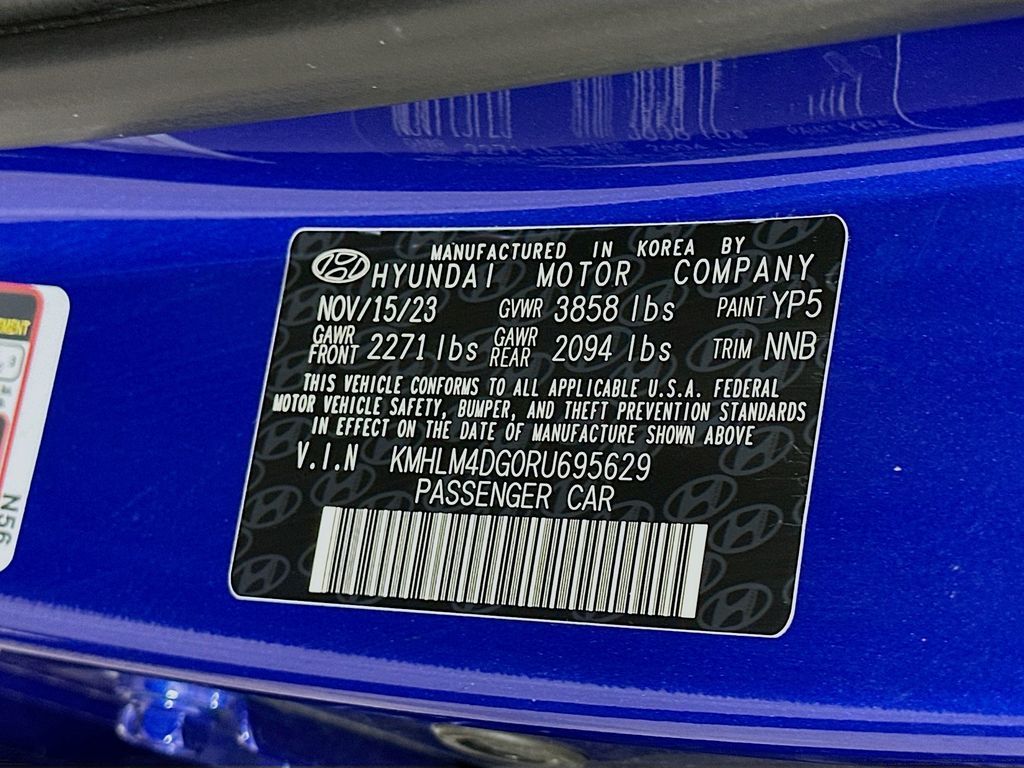 MANUFACTURED IN KOREA BY
HYUNDAI MOTOR COMPANY
NOV/15/23 GVWR 3858 lbs PAINT YP5
GAWR FRONT 2271 lbs GAWR REAR 2094 lbs TRIM NNB
THIS VEHICLE CONFORMS TO ALL APPLICABLE U.S.A. FEDERAL
MOTOR VEHICLE SAFETY, BUMPER, AND THEFT PREVENTION STANDARDS
IN EFFECT ON THE DATE OF MANUFACTURE SHOWN ABOVE
V.I.N KMHLM4DG0RU695629
PASSENGER CAR
N56